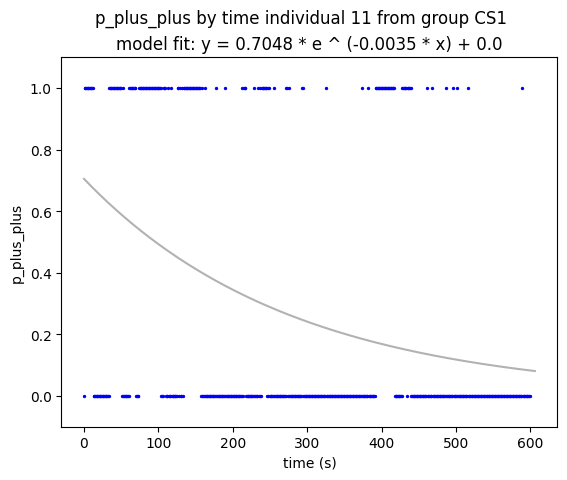 p_plus_plus by time individual 11 from group CS1
model fit: y = 0.7048 * e ^ (-0.0035 * x) + 0.0
1.0
0.8
0.6
0.4
0.2
0.0
p_plus_plus
0 100 200 300 400 500 600
time (s)